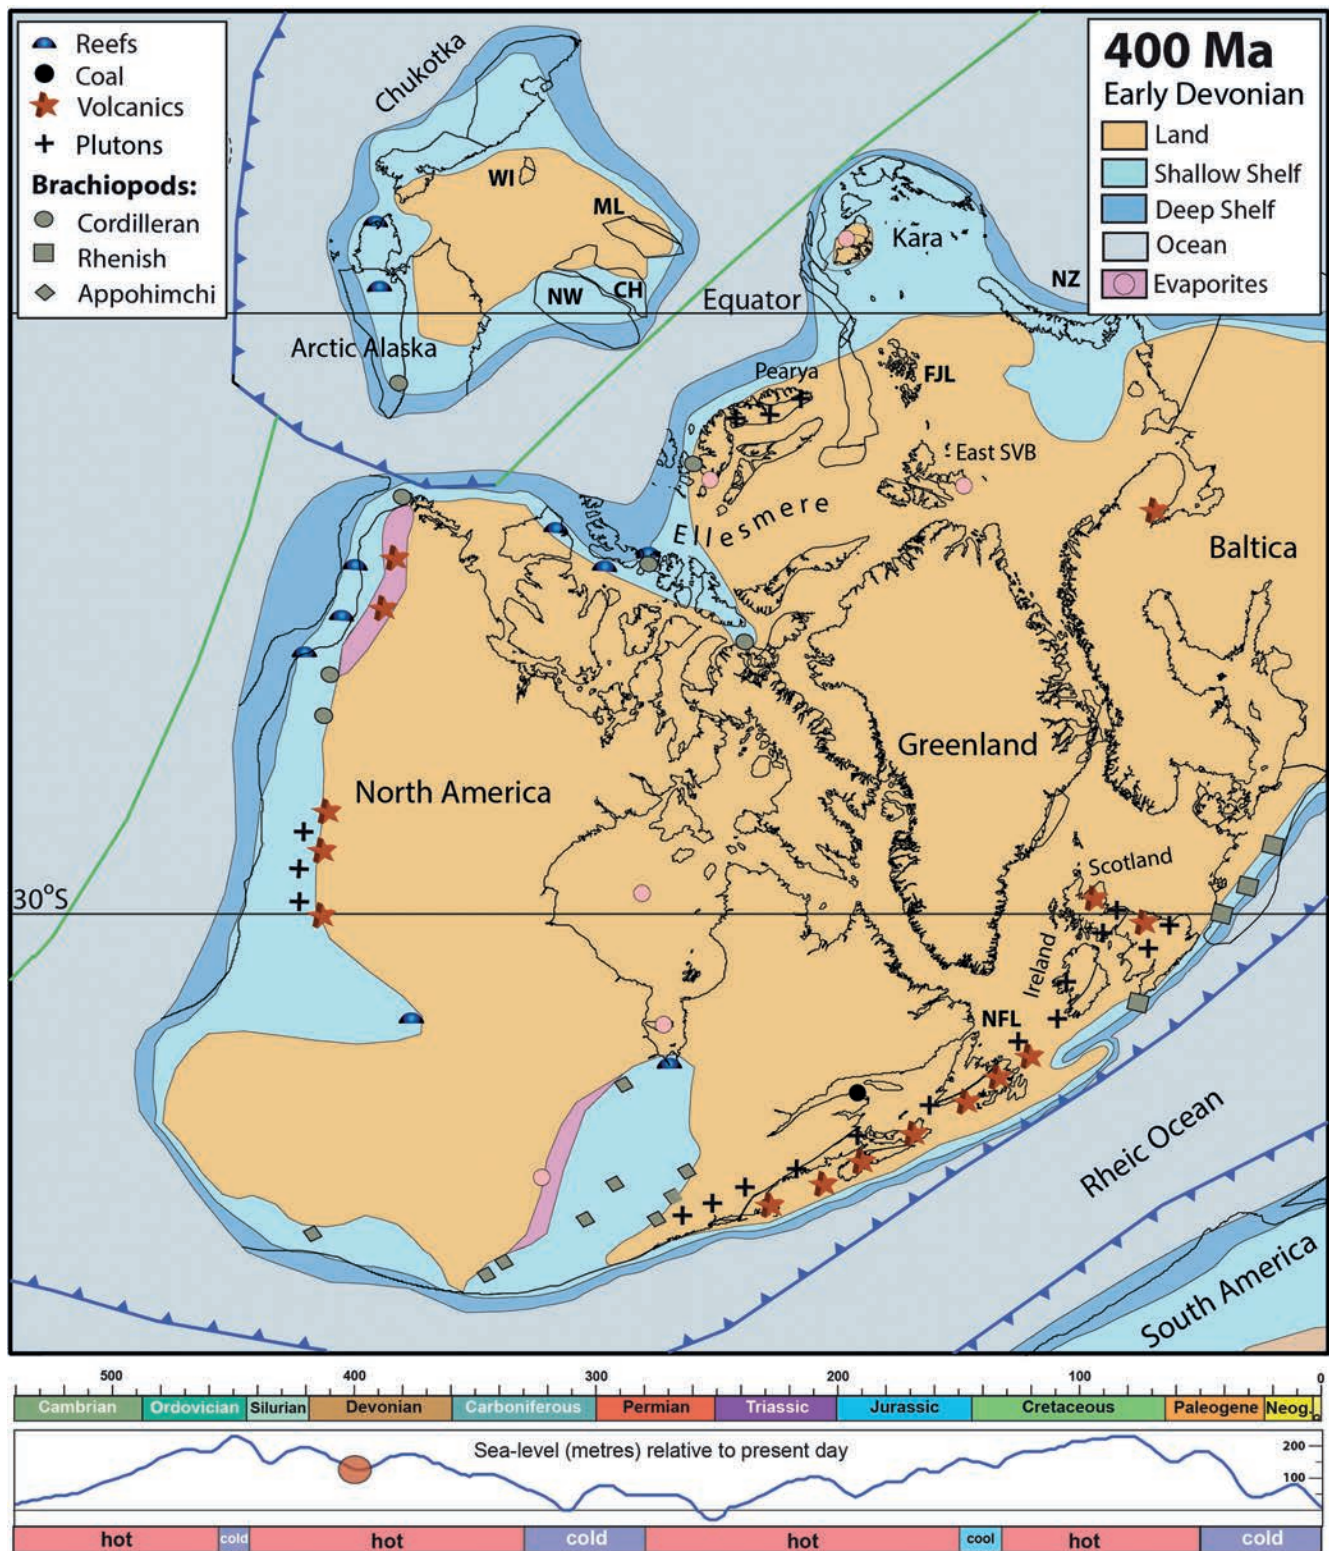 Reefs
Coal
Volcanics
Plutons
Brachiopods:
Cordilleran
Rhenish
Appohimchi
400 Ma
Early Devonian
Land
Shallow Shelf
Deep Shelf
Ocean
Evaporites
Chukotka
WI
ML
Kara
NW
CH
NZ
Equator
Arctic Alaska
Pearya
FJL
East SVB
Ellesmere
Baltica
Greenland
North America
Scotland
30°S
Ireland
NFL
Rheic Ocean
South America
500
400
300
200
100
0
Cambrian
Ordovician
Silurian
Devonian
Carboniferous
Permian
Triassic
Jurassic
Cretaceous
Paleogene
Neog.
Sea-level (metres) relative to present day
200
100
hot
cold
hot
cold
hot
cool
hot
cold